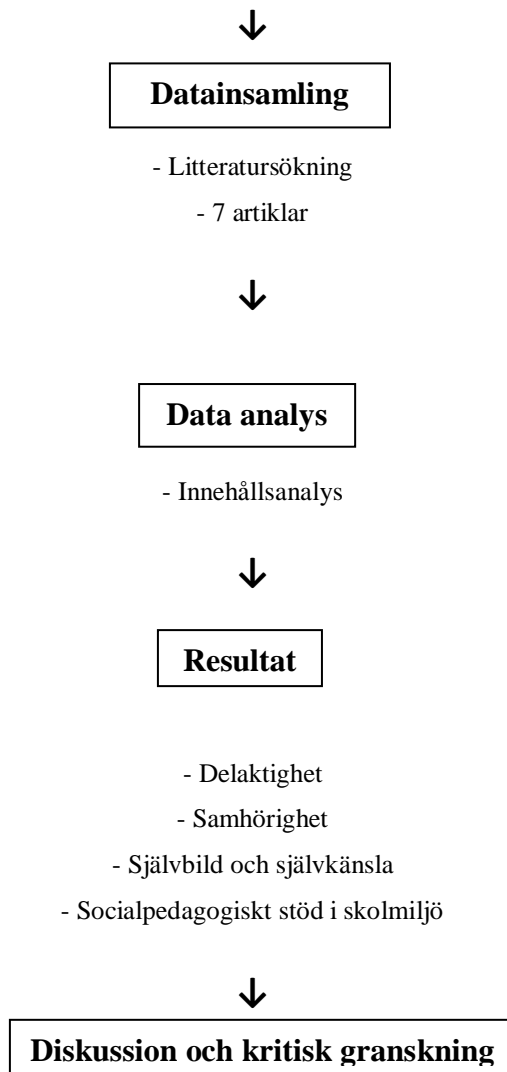 Datainsamling
- Litteratursökning
- 7 artiklar
Data analys
- Innehållsanalys
Resultat
- Delaktighet
- Samhörighet
- Självbild och självkänsla
- Socialpedagogiskt stöd i skolmiljö
Diskussion och kritisk granskning